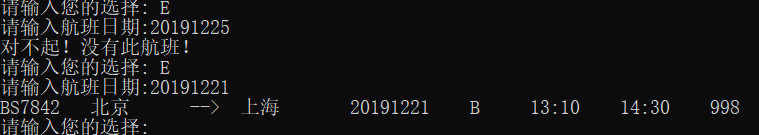 请输入您的选择: E
请输入航班日期:20191225
对不起！没有此航班！
请输入您的选择: E
请输入航班日期:20191221
BS7842 北京 --> 上海 20191221 B 13:10 14:30 998
请输入您的选择: